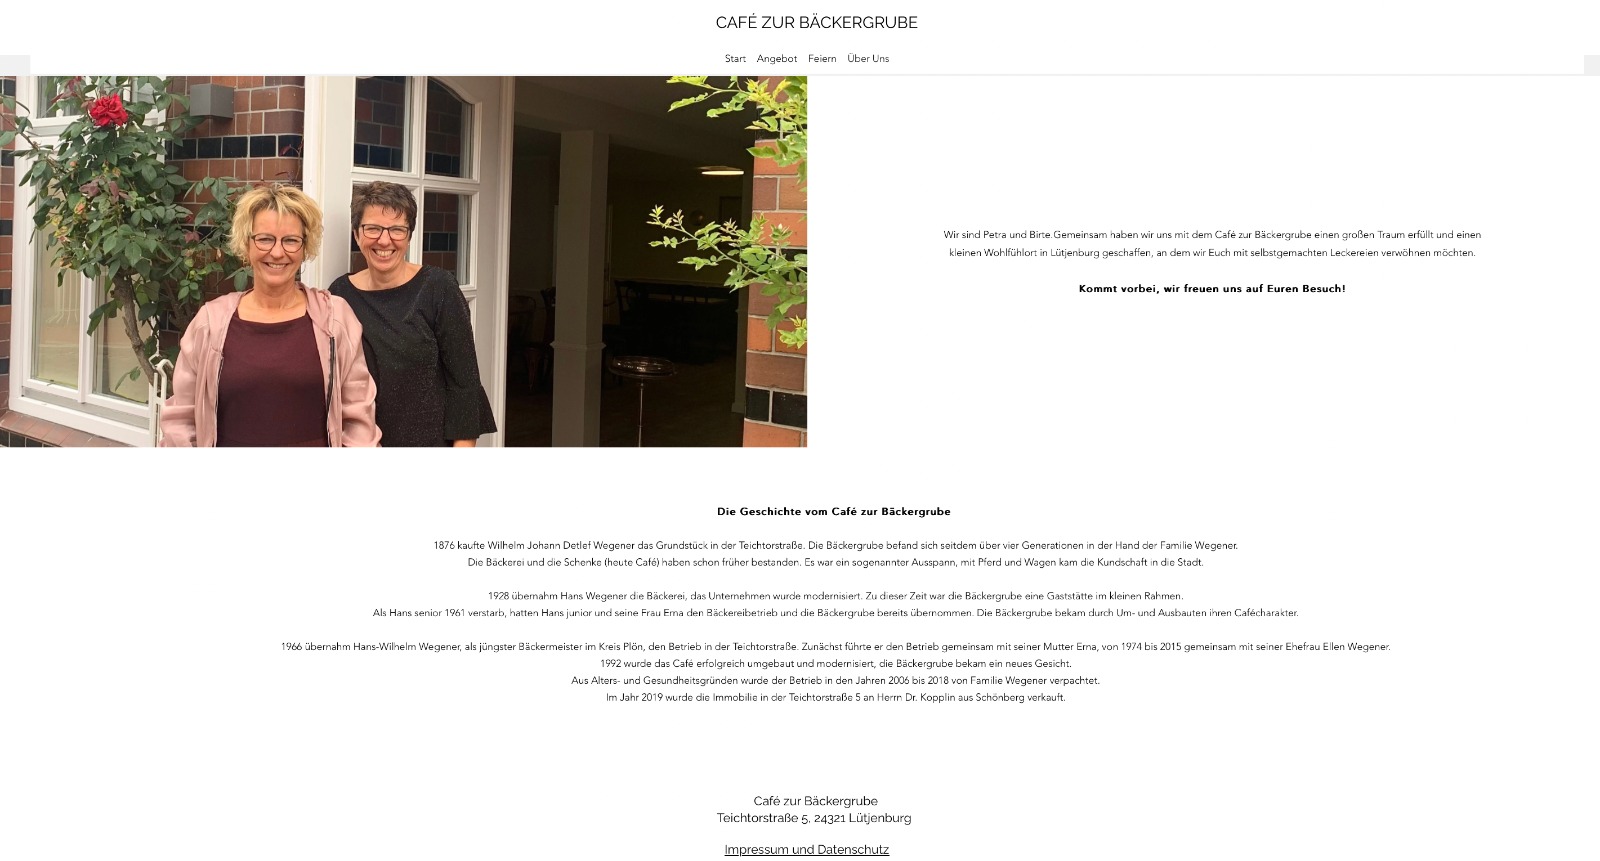 CAFÉ ZUR BÄCKERGRUBE
Start Angebot Feiern Über Uns
Wir sind Petra und Birte.Gemeinsam haben wir uns mit dem Café zur Bäckergrube einen großen Traum erfüllt und einen
kleinen Wohlfühlort in Lütjenburg geschaffen, an dem wir Euch mit selbstgemachten Leckereien verwöhnen möchten.
Kommt vorbei, wir freuen uns auf Euren Besuch!
Die Geschichte vom Café zur Bäckergrube
1876 kaufte Wilhelm Johann Detlef Wegener das Grundstück in der Teichtorstraße. Die Bäckergrube befand sich seitdem über vier Generationen in der Hand der Familie Wegener.
Die Bäckerei und die Schenke (heute Café) haben schon früher bestanden. Es war ein sogenannter Ausspann, mit Pferd und Wagen kam die Kundschaft in die Stadt.
1928 übernahm Hans Wegener die Bäckerei, das Unternehmen wurde modernisiert. Zu dieser Zeit war die Bäckergrube eine Gaststätte im kleinen Rahmen.
Als Hans senior 1961 verstarb, hatten Hans junior und seine Frau Erna den Bäckereibetrieb und die Bäckergrube bereits übernommen. Die Bäckergrube bekam durch Um- und Ausbauten ihren Cafécharakter.
1966 übernahm Hans-Wilhelm Wegener, als jüngster Bäckermeister im Kreis Plön, den Betrieb in der Teichtorstraße. Zunächst führte er den Betrieb gemeinsam mit seiner Mutter Erna, von 1974 bis 2015 gemeinsam mit seiner Ehefrau Ellen Wegener.
1992 wurde das Café erfolgreich umgebaut und modernisiert, die Bäckergrube bekam ein neues Gesicht.
Aus Alters- und Gesundheitsgründen wurde der Betrieb in den Jahren 2006 bis 2018 von Familie Wegener verpachtet.
Im Jahr 2019 wurde die Immobilie in der Teichtorstraße 5 an Herrn Dr. Kopplin aus Schönberg verkauft.
Café zur Bäckergrube
Teichtorstraße 5, 24321 Lütjenburg
Impressum und Datenschutz